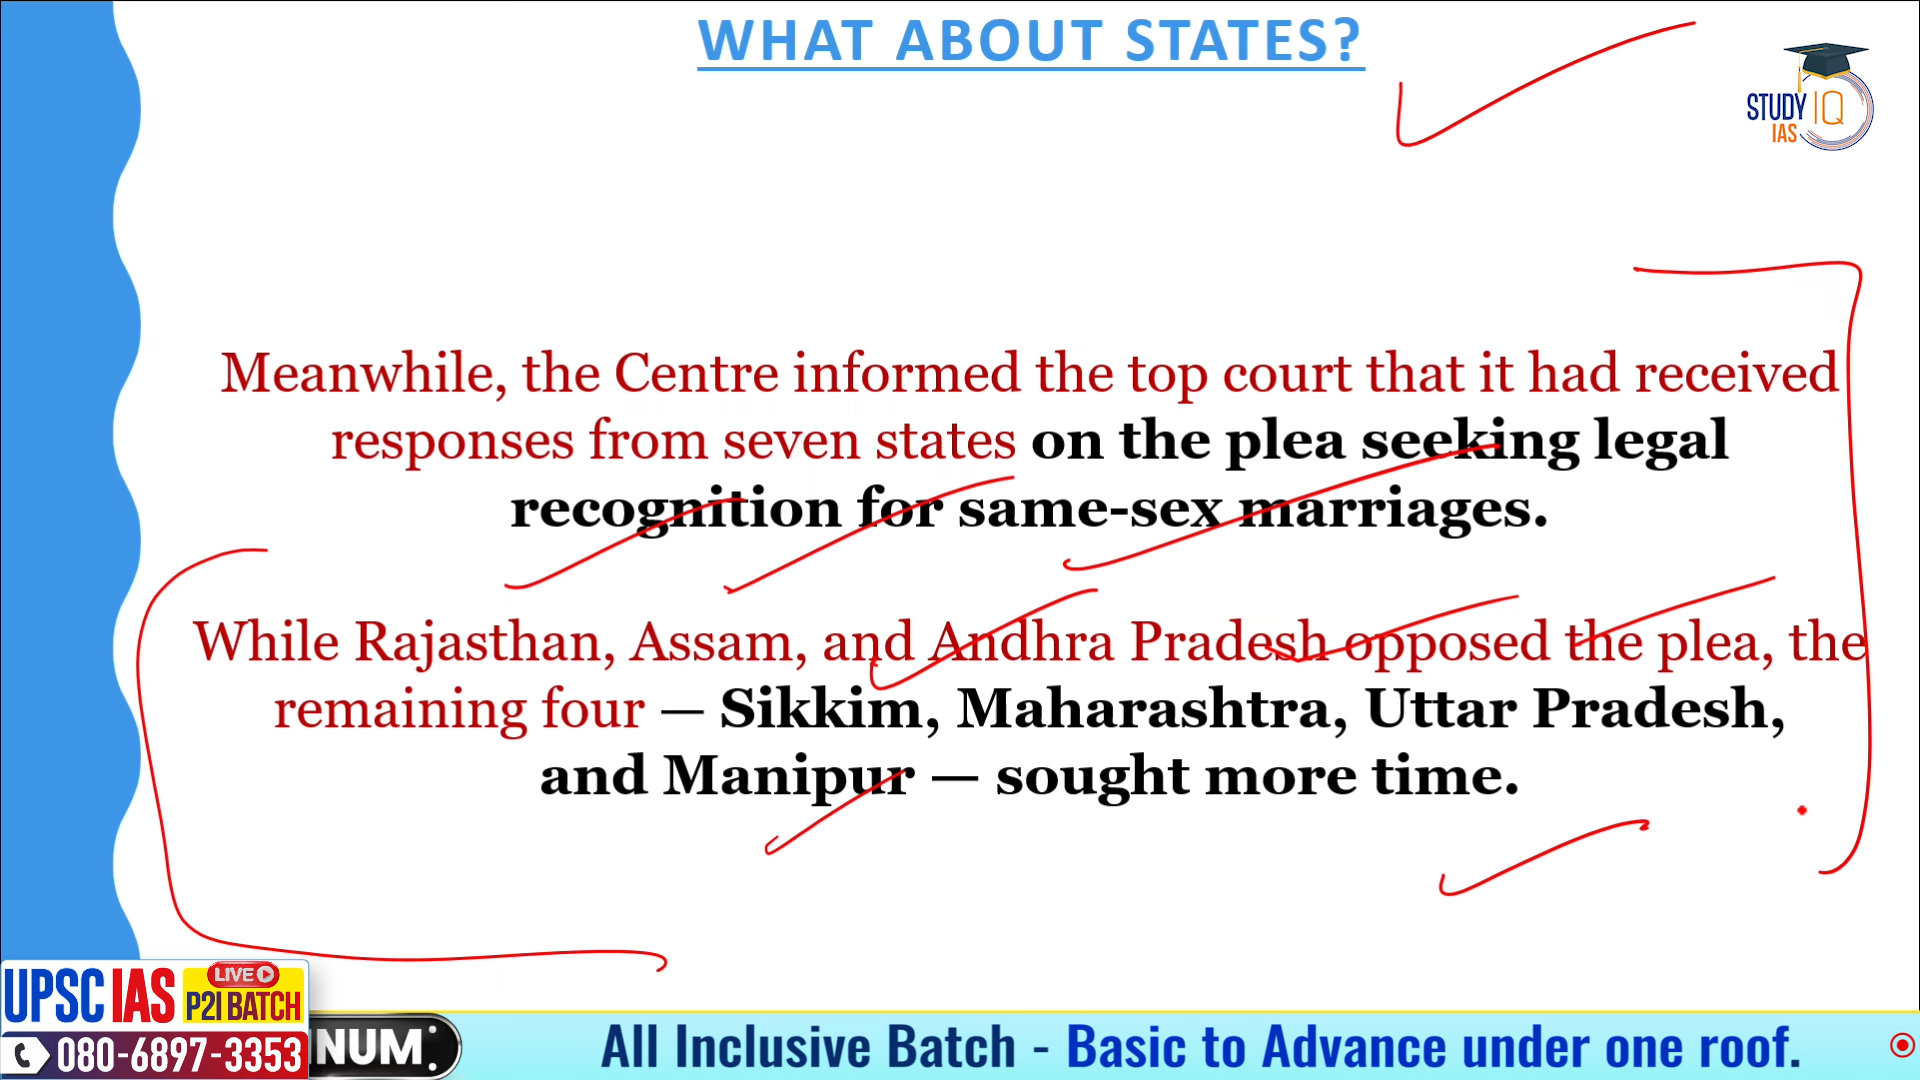 WHAT ABOUT STATES?
STUDY IQ
IAS
Meanwhile, the Centre informed the top court that it had received
responses from seven states on the plea seeking legal
recognition for same-sex marriages.
While Rajasthan, Assam, and Andhra Pradesh opposed the plea, the
remaining four — Sikkim, Maharashtra, Uttar Pradesh,
and Manipur — sought more time.
UPSC IAS LIVE P2I BATCH
080-6897-3353
NUM.
All Inclusive Batch - Basic to Advance under one roof.